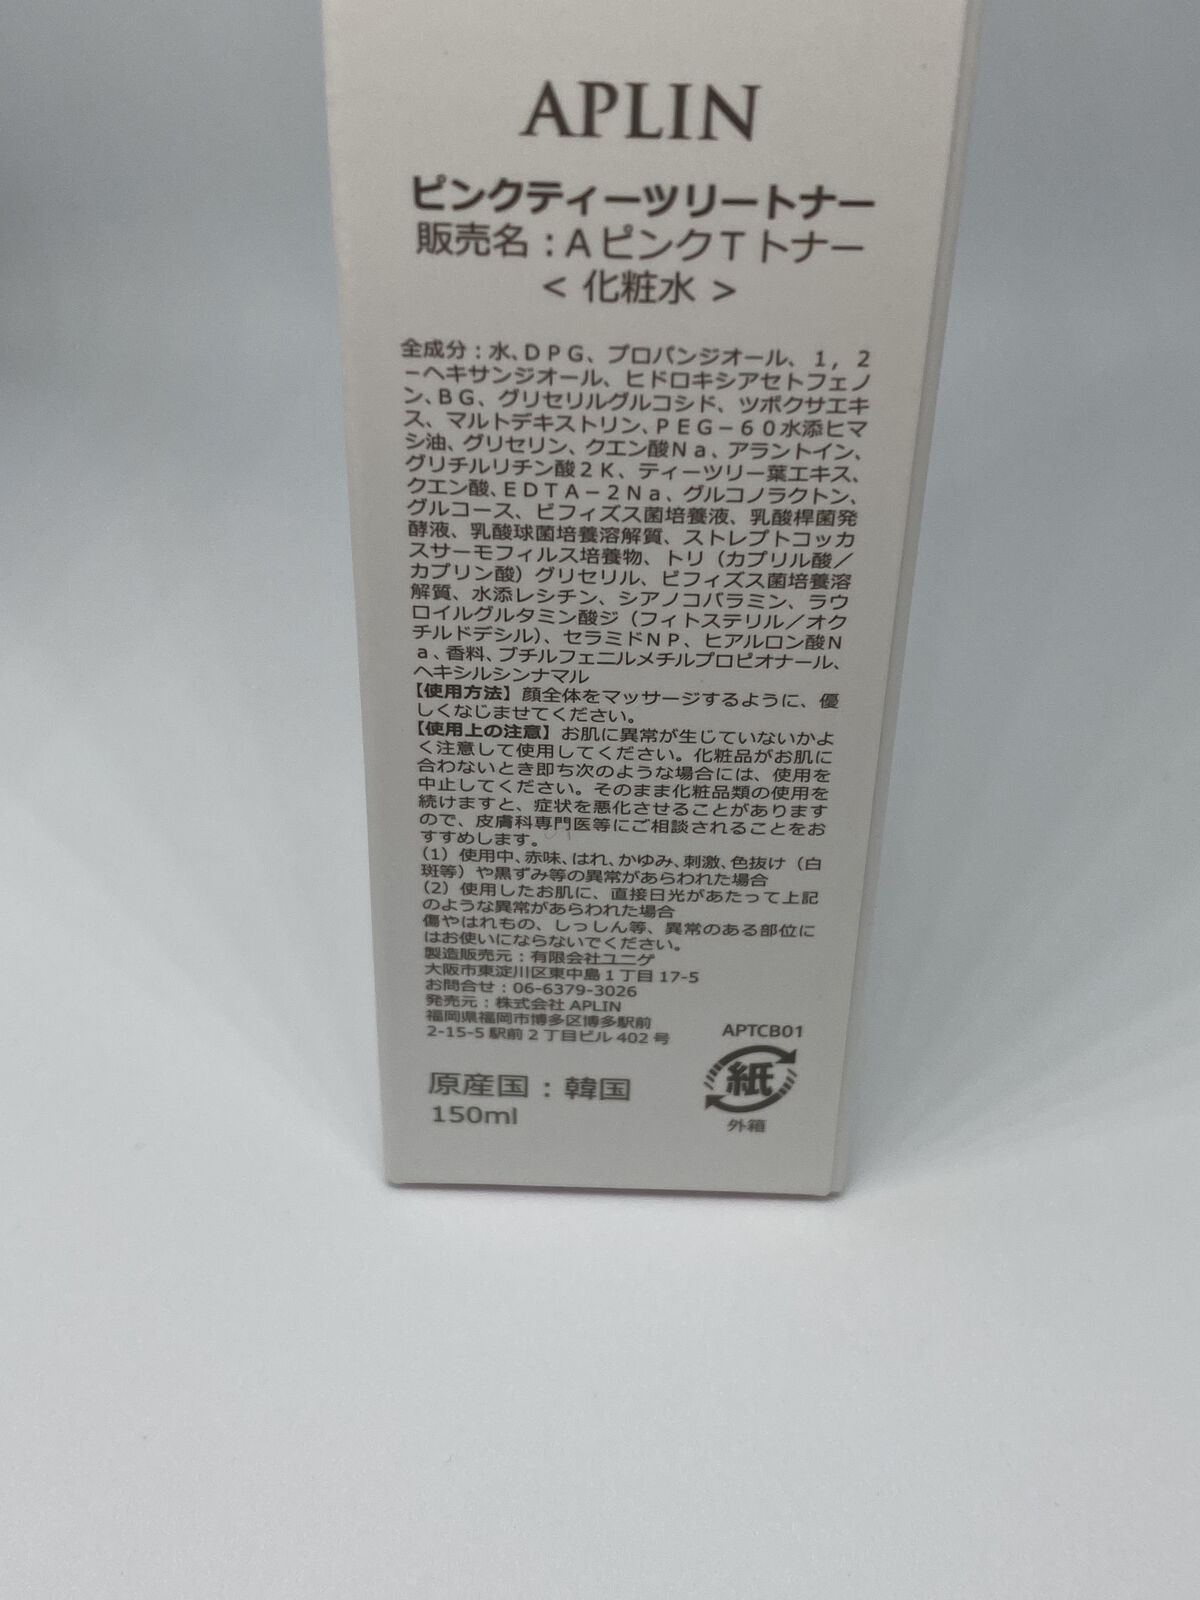 APLIN
ピンクティーツリートナー
販売名：ＡピンクＴトナー
＜ 化粧水 ＞
全成分：水、ＤＰＧ、プロパンジオール、１，２
－ヘキサンジオール、ヒドロキシアセトフェノ
ン、ＢＧ、グリセリルグルコシド、ツボクサエキ
ス、マルトデキストリン、ＰＥＧ－６０水添ヒマ
シ油、グリセリン、クエン酸Ｎａ、アラントイン、
グリチルリチン酸２Ｋ、ティーツリー葉エキス、
クエン酸、ＥＤＴＡ－２Ｎａ、グルコノラクトン、
グルコース、ビフィズス菌培養液、乳酸桿菌発
酵液、乳酸球菌培養溶解質、ストレプトコッカ
スサーモフィルス培養物、トリ（カプリル酸／
カプリン酸）グリセリル、ビフィズス菌培養溶
解質、水添レシチン、シアノコバラミン、ラウ
ロイルグルタミン酸ジ（フィトステリル／オク
チルドデシル）、セラミドＮＰ、ヒアルロン酸Ｎ
ａ、香料、ブチルフェニルメチルプロピオナール、
ヘキシルシンナマル
【使用方法】顔全体をマッサージするように、優
しくなじませてください。
【使用上の注意】お肌に異常が生じていないかよ
く注意して使用してください。化粧品がお肌に
合わないとき即ち次のような場合には、使用を
中止してください。そのまま化粧品類の使用を
続けますと、症状を悪化させることがあります
ので、皮膚科専門医等にご相談されることをお
すすめします。
（1）使用中、赤味、はれ、かゆみ、刺激、色抜け（白
斑等）や黒ずみ等の異常があらわれた場合
（2）使用したお肌に、直接日光があたって上記
のような異常があらわれた場合
傷やはれもの、しっしん等、異常のある部位に
はお使いにならないでください。
製造販売元：有限会社ユニゲ
大阪市東淀川区東中島１丁目 17-5
お問合せ：06-6379-3026
発売元：株式会社 APLIN
福岡県福岡市博多区博多駅前
2-15-5 駅前２丁目ビル 402 号
APTCB01
紙
外箱
原産国：韓国
150ml